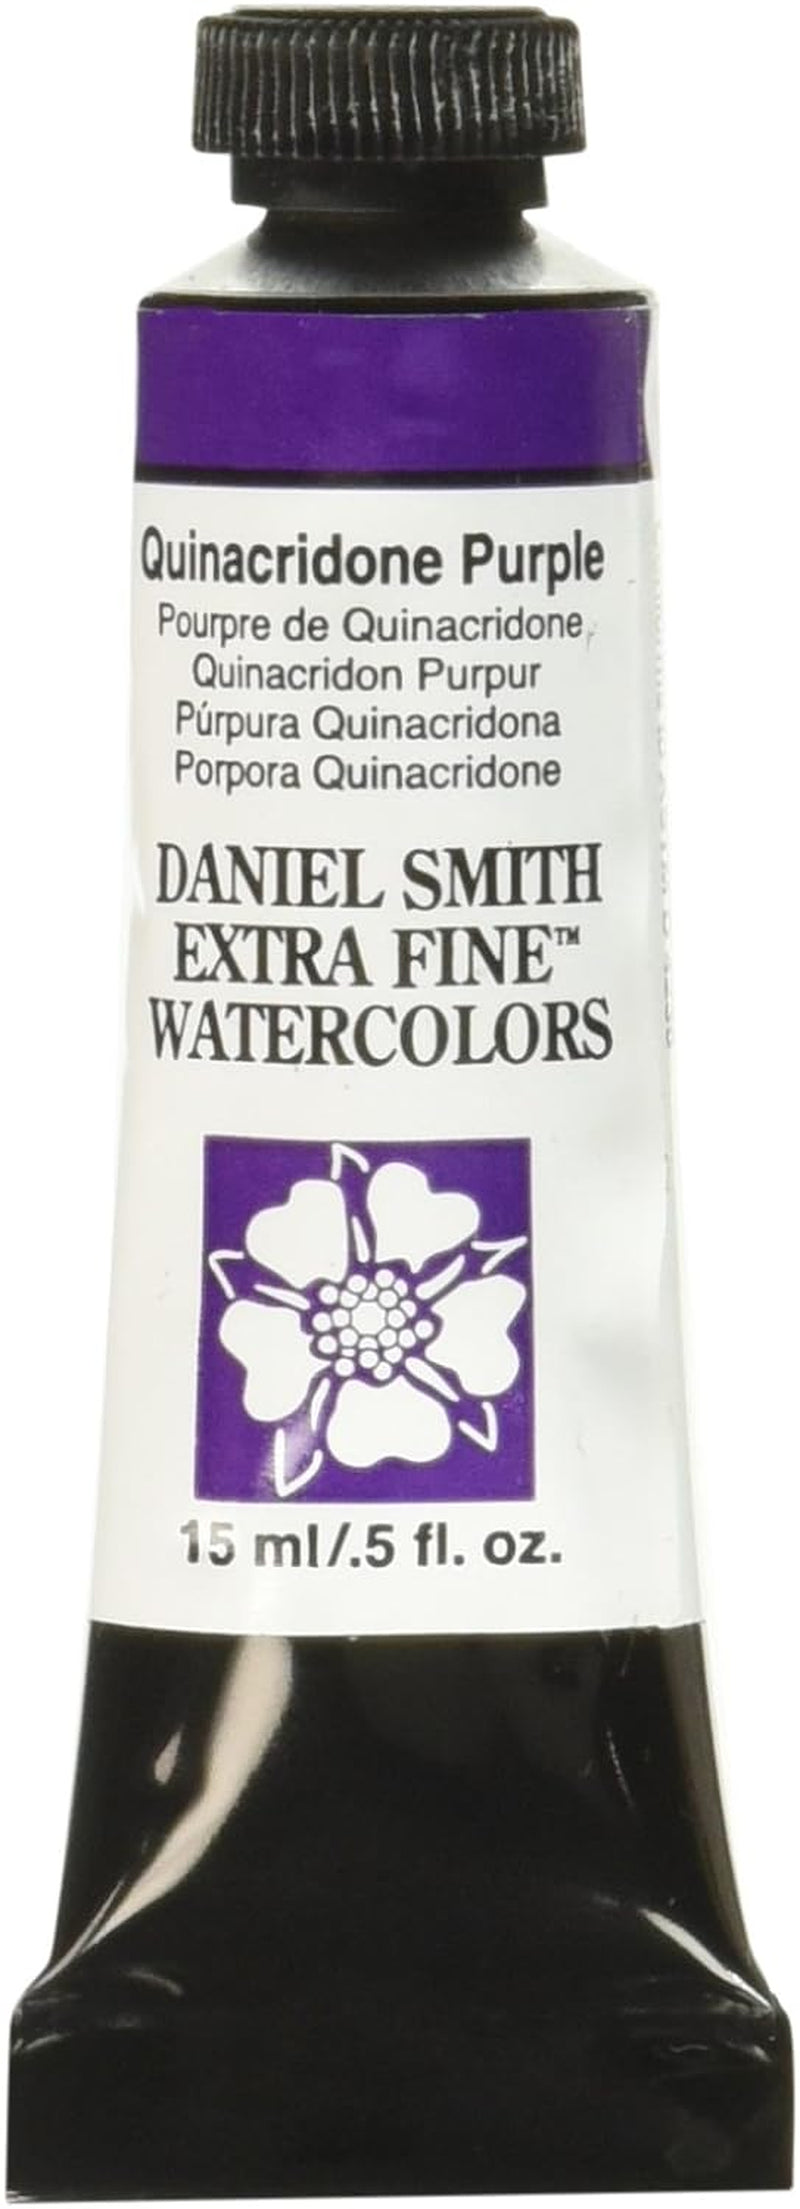 Quinacridone Purple
Pourpre de Quinacridone
Quinacridon Purpur
Púrpura Quinacridona
Porpora Quinacridone
DANIEL SMITH
EXTRA FINE™
WATERCOLORS
15 ml/.5 fl. oz.